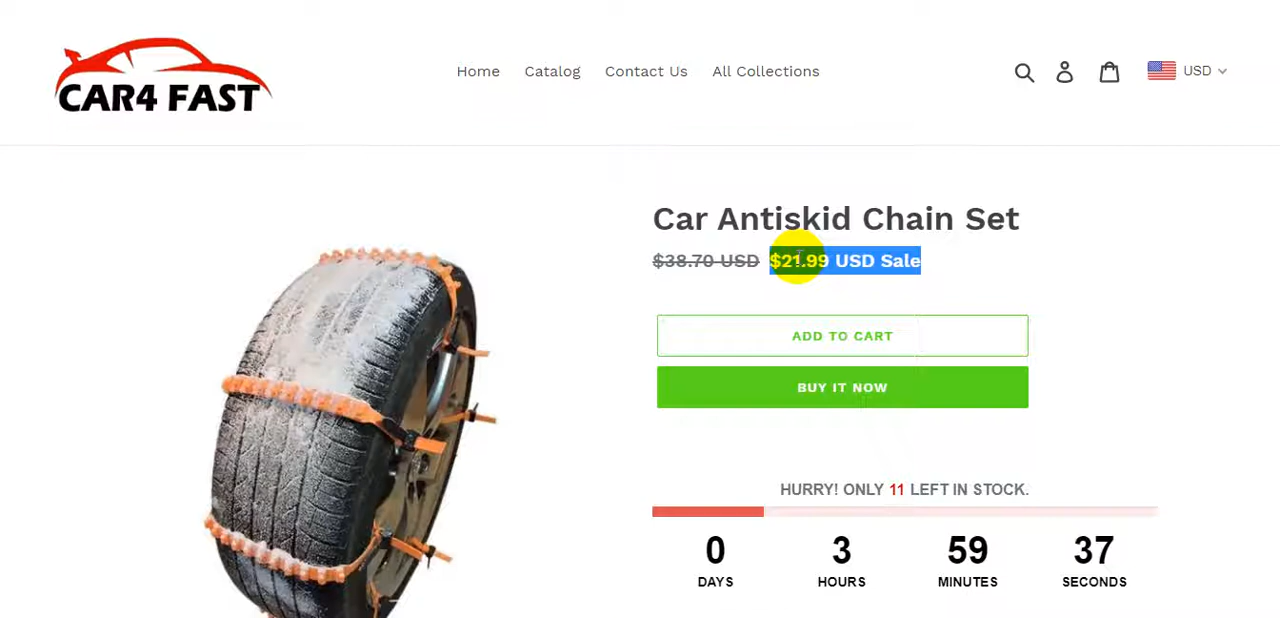 CAR4 FAST
Home Catalog Contact Us All Collections
USD
Car Antiskid Chain Set
$38.70 USD $21.99 USD Sale
ADD TO CART
BUY IT NOW
HURRY! ONLY 11 LEFT IN STOCK.
0 3 59 37
DAYS HOURS MINUTES SECONDS